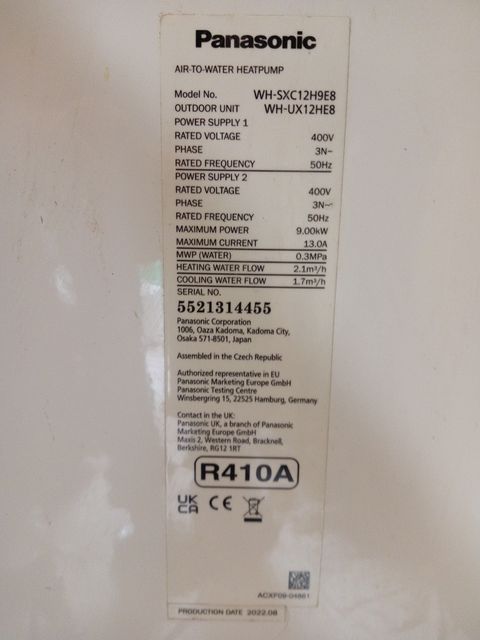 Panasonic
AIR-TO-WATER HEATPUMP
Model No. WH-SXC12H9E8
OUTDOOR UNIT WH-UX12HE8
POWER SUPPLY 1
RATED VOLTAGE 400V
PHASE 3N~
RATED FREQUENCY 50Hz
POWER SUPPLY 2
RATED VOLTAGE 400V
PHASE 3N~
RATED FREQUENCY 50Hz
MAXIMUM POWER 9.00kW
MAXIMUM CURRENT 13.0A
MWP (WATER) 0.3MPa
HEATING WATER FLOW 2.1m³/h
COOLING WATER FLOW 1.7m³/h
SERIAL NO.
5521314455
Panasonic Corporation
1006, Oaza Kadoma, Kadoma City,
Osaka 571-8501, Japan
Assembled in the Czech Republic
Authorized representative in EU
Panasonic Marketing Europe GmbH
Panasonic Testing Centre
Winsbergring 15, 22525 Hamburg, Germany
Contact in the UK:
Panasonic UK, a branch of Panasonic
Marketing Europe GmbH
Maxis 2, Western Road, Bracknell,
Berkshire, RG12 1RT
R410A
UK
CA CE
ACXF09-04861
PRODUCTION DATE 2022.08